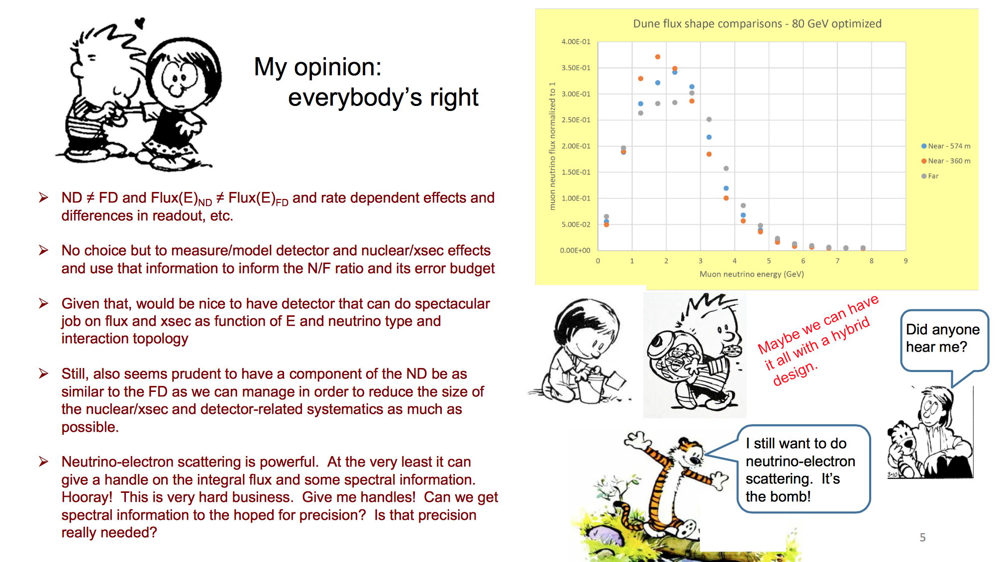 My opinion:
everybody’s right
➢ ND ≠ FD and Flux(E)ND ≠ Flux(E)FD and rate dependent effects and
differences in readout, etc.
➢ No choice but to measure/model detector and nuclear/xsec effects
and use that information to inform the N/F ratio and its error budget
➢ Given that, would be nice to have detector that can do spectacular
job on flux and xsec as function of E and neutrino type and
interaction topology
➢ Still, also seems prudent to have a component of the ND be as
similar to the FD as we can manage in order to reduce the size of
the nuclear/xsec and detector-related systematics as much as
possible.
➢ Neutrino-electron scattering is powerful.  At the very least it can
give a handle on the integral flux and some spectral information.
Hooray!  This is very hard business.  Give me handles!  Can we get
spectral information to the hoped for precision?  Is that precision
really needed?
Dune flux shape comparisons - 80 GeV optimized
muon neutrino flux normalized to 1
4.00E-01
3.50E-01
3.00E-01
2.50E-01
2.00E-01
1.50E-01
1.00E-01
5.00E-02
0.00E+00
0 1 2 3 4 5 6 7 8 9
Muon neutrino energy (GeV)
Near - 574 m
Near - 360 m
Far
Maybe we can have
it all with a hybrid
design.
Did anyone
hear me?
3-10
I still want to do
neutrino-electron
scattering.  It’s
the bomb!
5